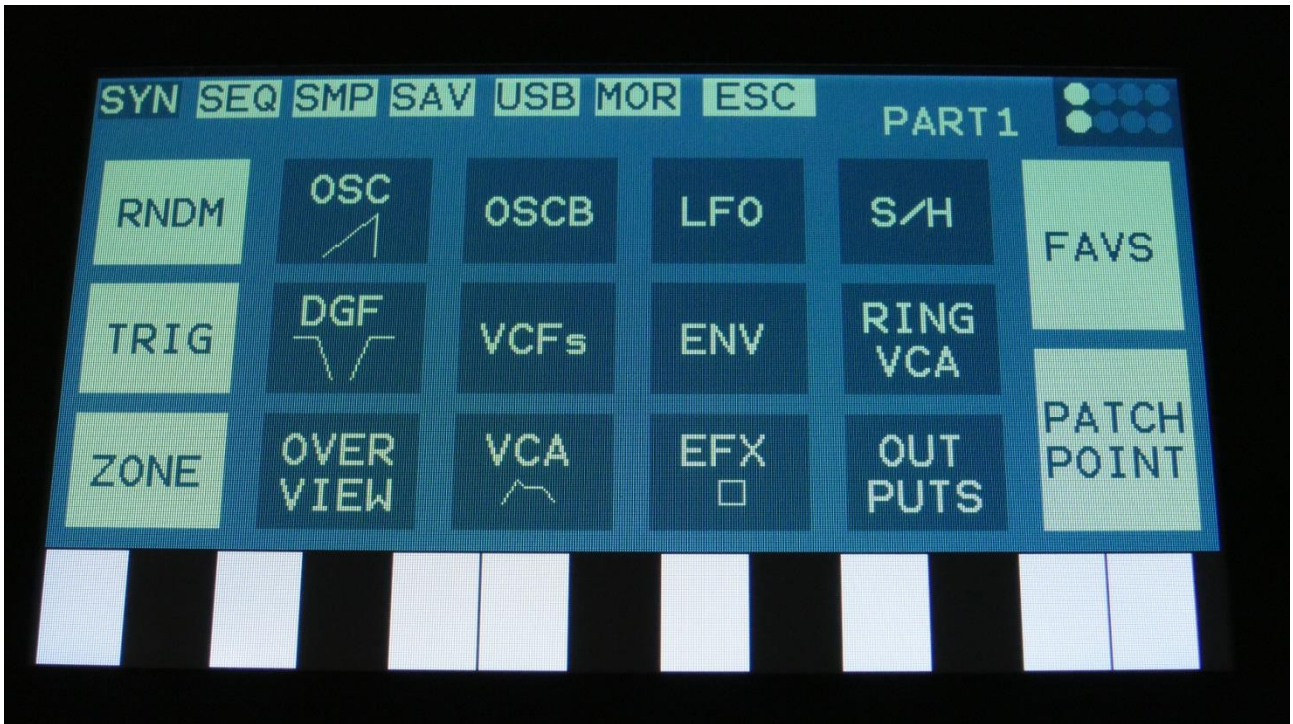 SYN SEQ SMP SAV USB MOR ESC
PART1
RNDM OSC OSCB LFO S/H FAVS
TRIG DGF VCFs ENV RING VCA
ZONE OVER VIEW VCA EFX OUT PUTS PATCH POINT